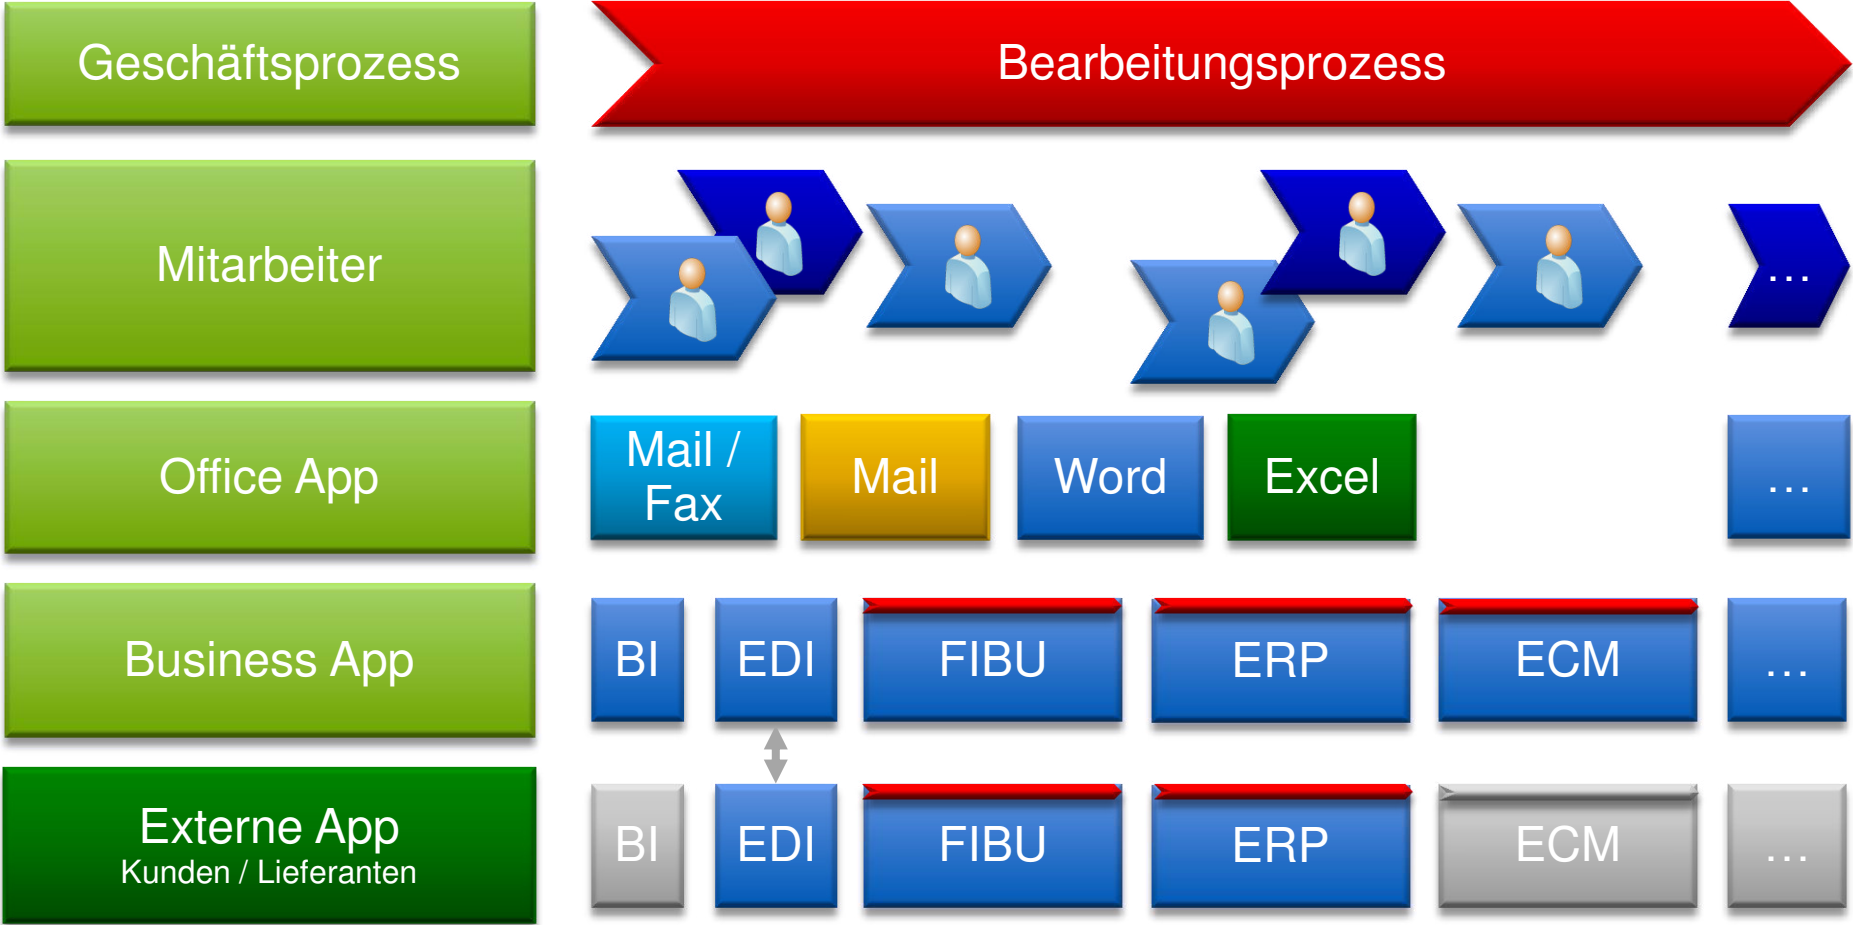 Geschäftsprozess
Bearbeitungsprozess
Mitarbeiter
...
Office App
Mail /
Fax
Mail
Word
Excel
...
Business App
BI
EDI
FIBU
ERP
ECM
...
Externe App
Kunden / Lieferanten
BI
EDI
FIBU
ERP
ECM
...